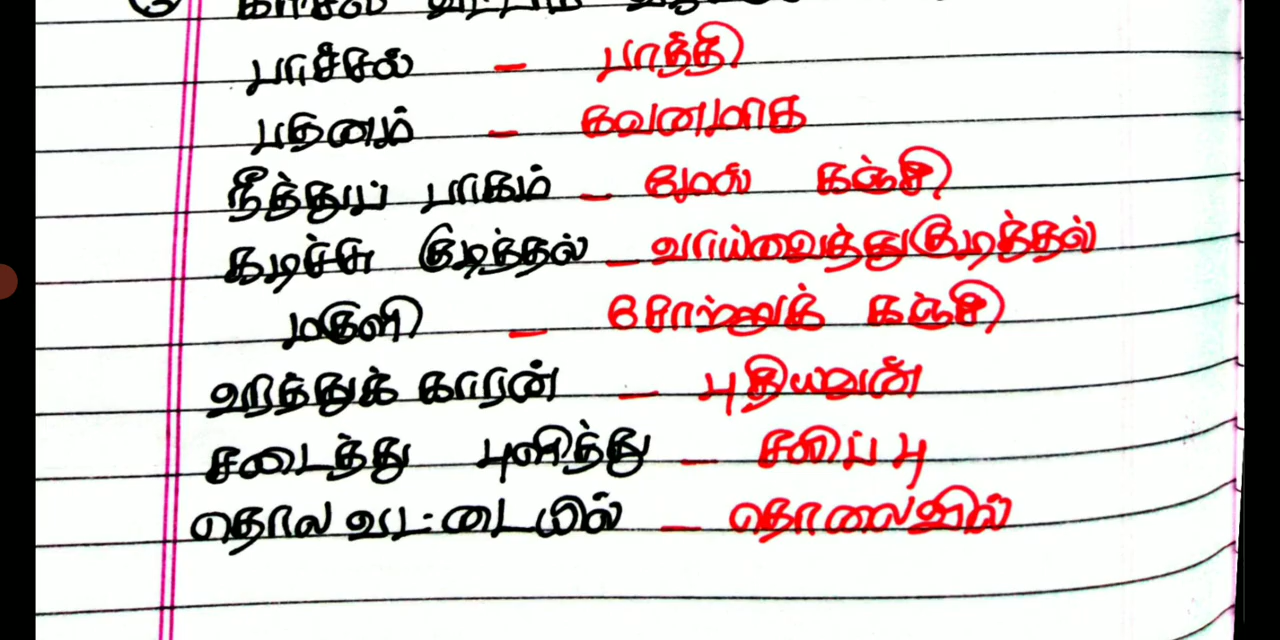 பாச்சல் – பாத்தி
பதனம் – கவனமாக
நீத்துப் பாகம் – மேல் கஞ்சி
கடிச்சு குடித்தல் – வாய்வைத்துகுடித்தல்
மகுளி – சோற்றுக் கஞ்சி
வரத்துக் காரன் – புதியவன்
சடைத்து புளித்து – சலிப்பு
தொலவட்டையில் – தொலைவில்